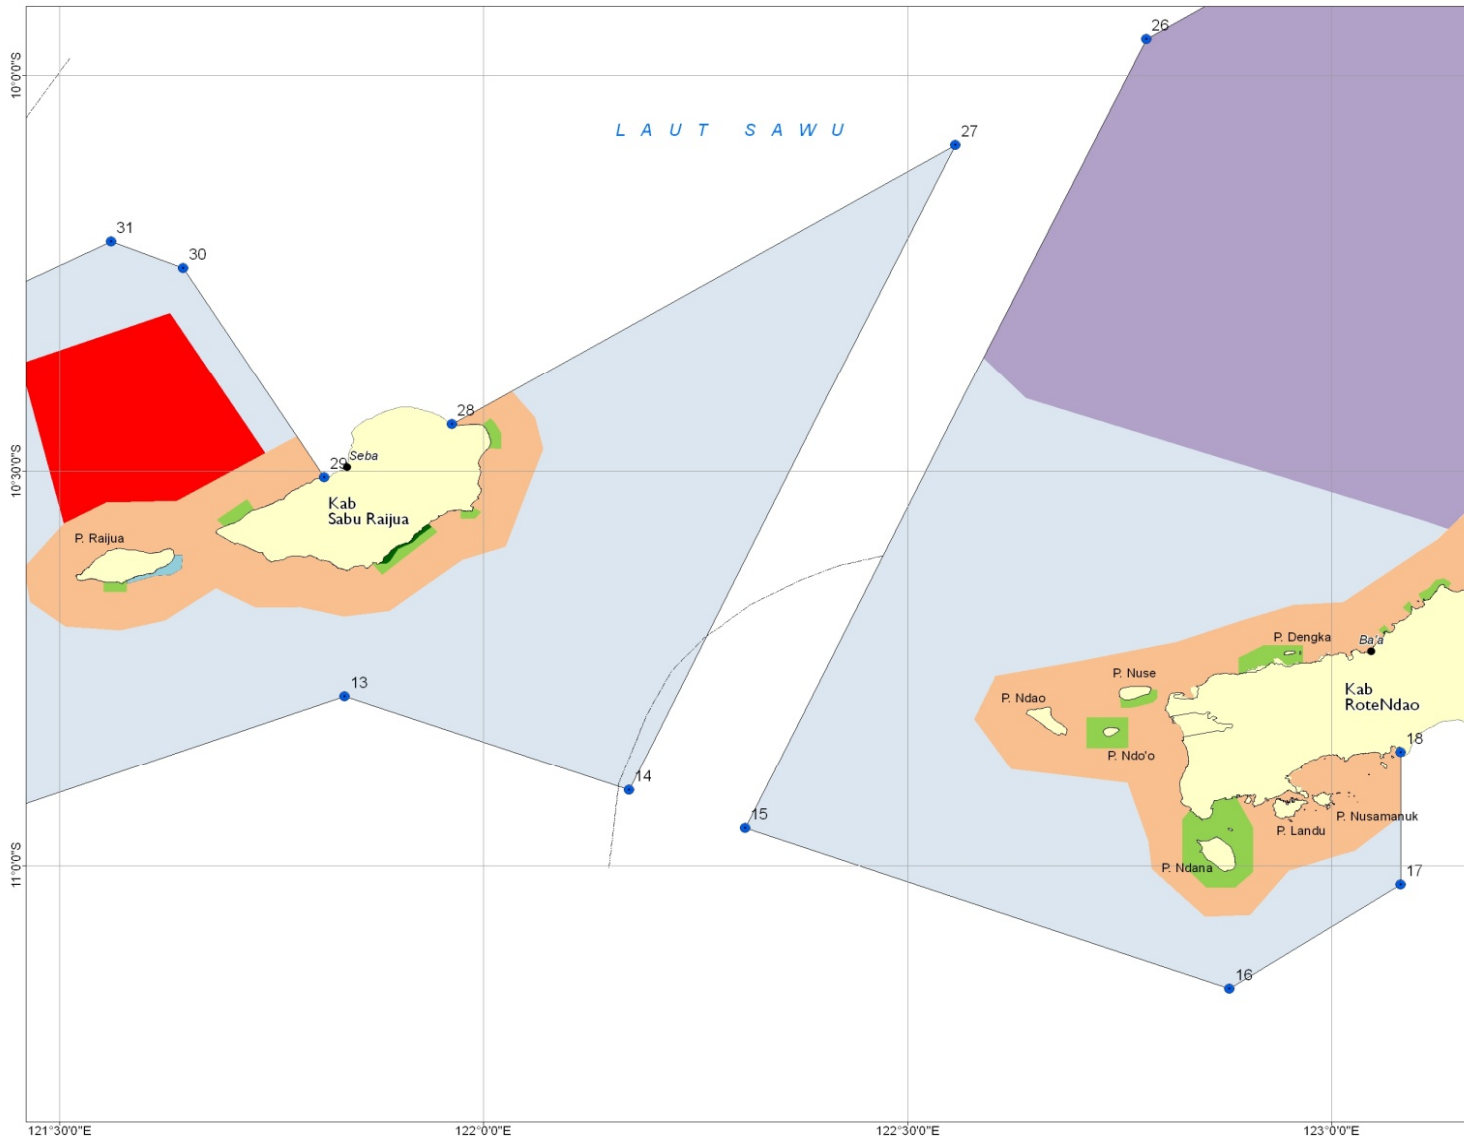 26
10°0'0"S
LAUT SAWU
27
31
30
28
29
Seba
10°30'0"S
Kab
Sabu Raijua
P. Raijua
P. Dengka
Ba'a
P. Nuse
Kab
RoteNdao
P. Ndao
13
18
P. Ndo'o
14
15
P. Nusamanuk
P. Landu
11°0'0"S
P. Ndana
17
16
121°30'0"E
122°0'0"E
122°30'0"E
123°0'0"E